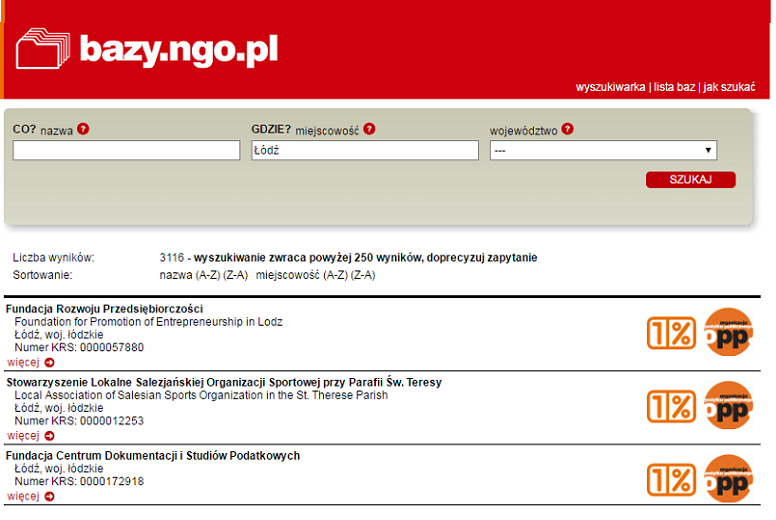 bazy.ngo.pl
wyszukiwarka | lista baz | jak szukać
CO? nazwa ? GDZIE? miejscowość ? województwo ?
Łódź ---
SZUKAJ
Liczba wyników: 3116 - wyszukiwanie zwraca powyżej 250 wyników, doprecyzuj zapytanie
Sortowanie: nazwa (A-Z) (Z-A) miejscowość (A-Z) (Z-A)
Fundacja Rozwoju Przedsiębiorczości
Foundation for Promotion of Entrepreneurship in Lodz
Łódź, woj. łódzkie
Numer KRS: 0000057880
więcej
1% organizacja pożytku publicznego opp
Stowarzyszenie Lokalne Salezjańskiej Organizacji Sportowej przy Parafii Św. Teresy
Local Association of Salesian Sports Organization in the St. Therese Parish
Łódź, woj. łódzkie
Numer KRS: 0000012253
więcej
1% organizacja pożytku publicznego opp
Fundacja Centrum Dokumentacji i Studiów Podatkowych
Łódź, woj. łódzkie
Numer KRS: 0000172918
więcej
1% organizacja pożytku publicznego opp